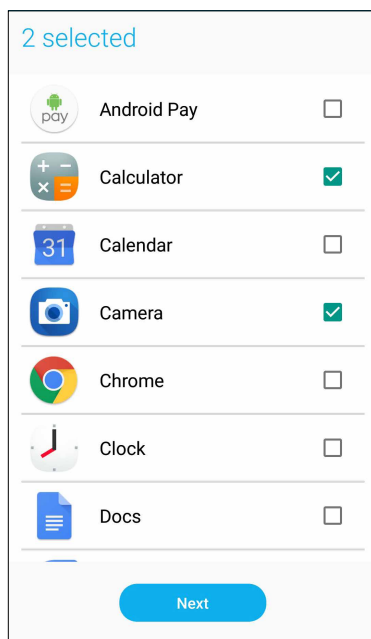 2 selected
pay
Android Pay
Calculator
31
Calendar
Camera
Chrome
Clock
Docs
Next